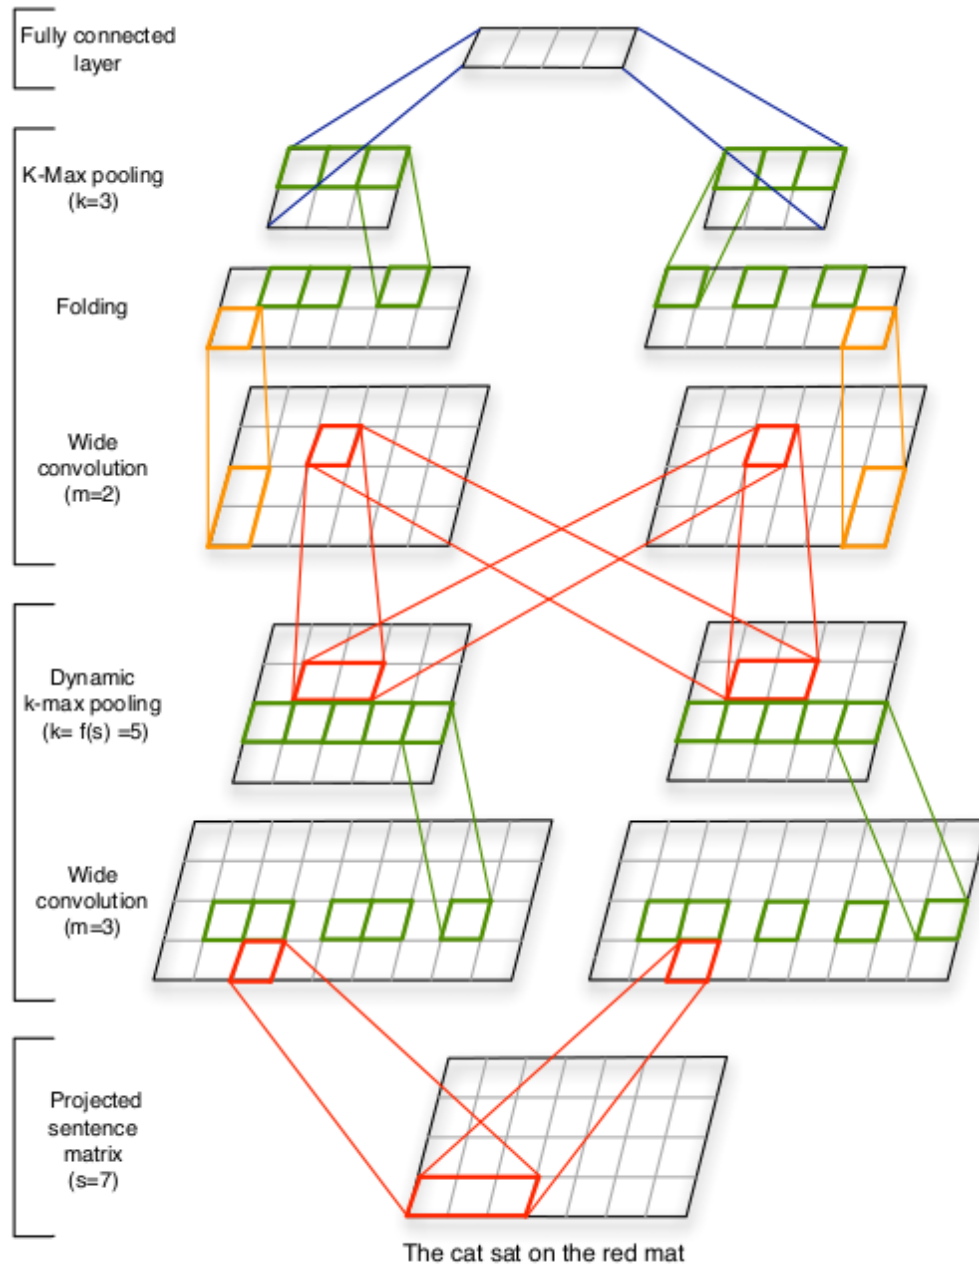 Fully connected
layer
K-Max pooling
(k=3)
Folding
Wide
convolution
(m=2)
Dynamic
k-max pooling
(k= f(s) =5)
Wide
convolution
(m=3)
Projected
sentence
matrix
(s=7)
The cat sat on the red mat